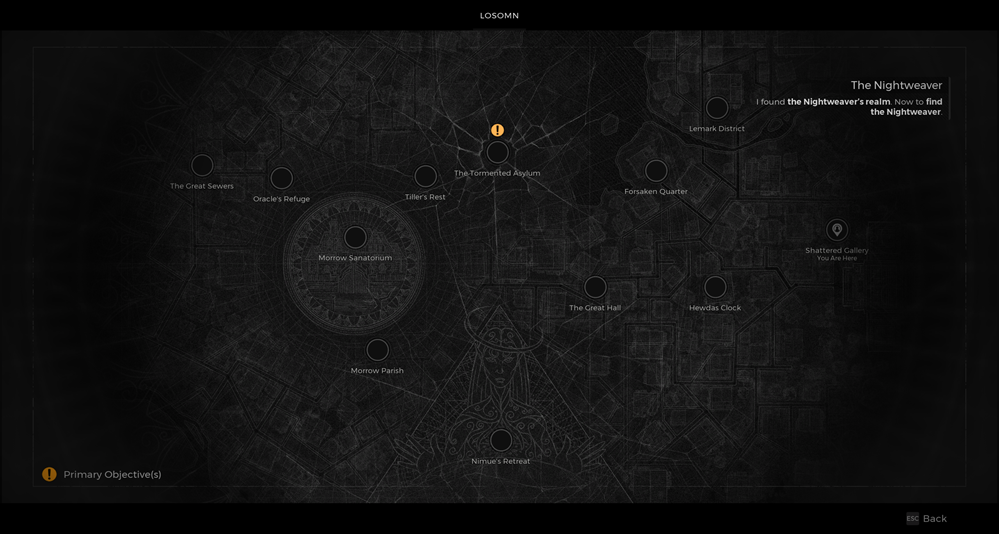 LOSOMN
The Nightweaver
I found the Nightweaver's realm. Now to find
the Nightweaver.
Lemark District
The Tormented Asylum
The Great Sewers
Oracle's Refuge
Tiller's Rest
Forsaken Quarter
Shattered Gallery
You Are Here
Morrow Sanatorium
The Great Hall
Hewdas Clock
Morrow Parish
Nimue's Retreat
! Primary Objective(s)
ESC Back